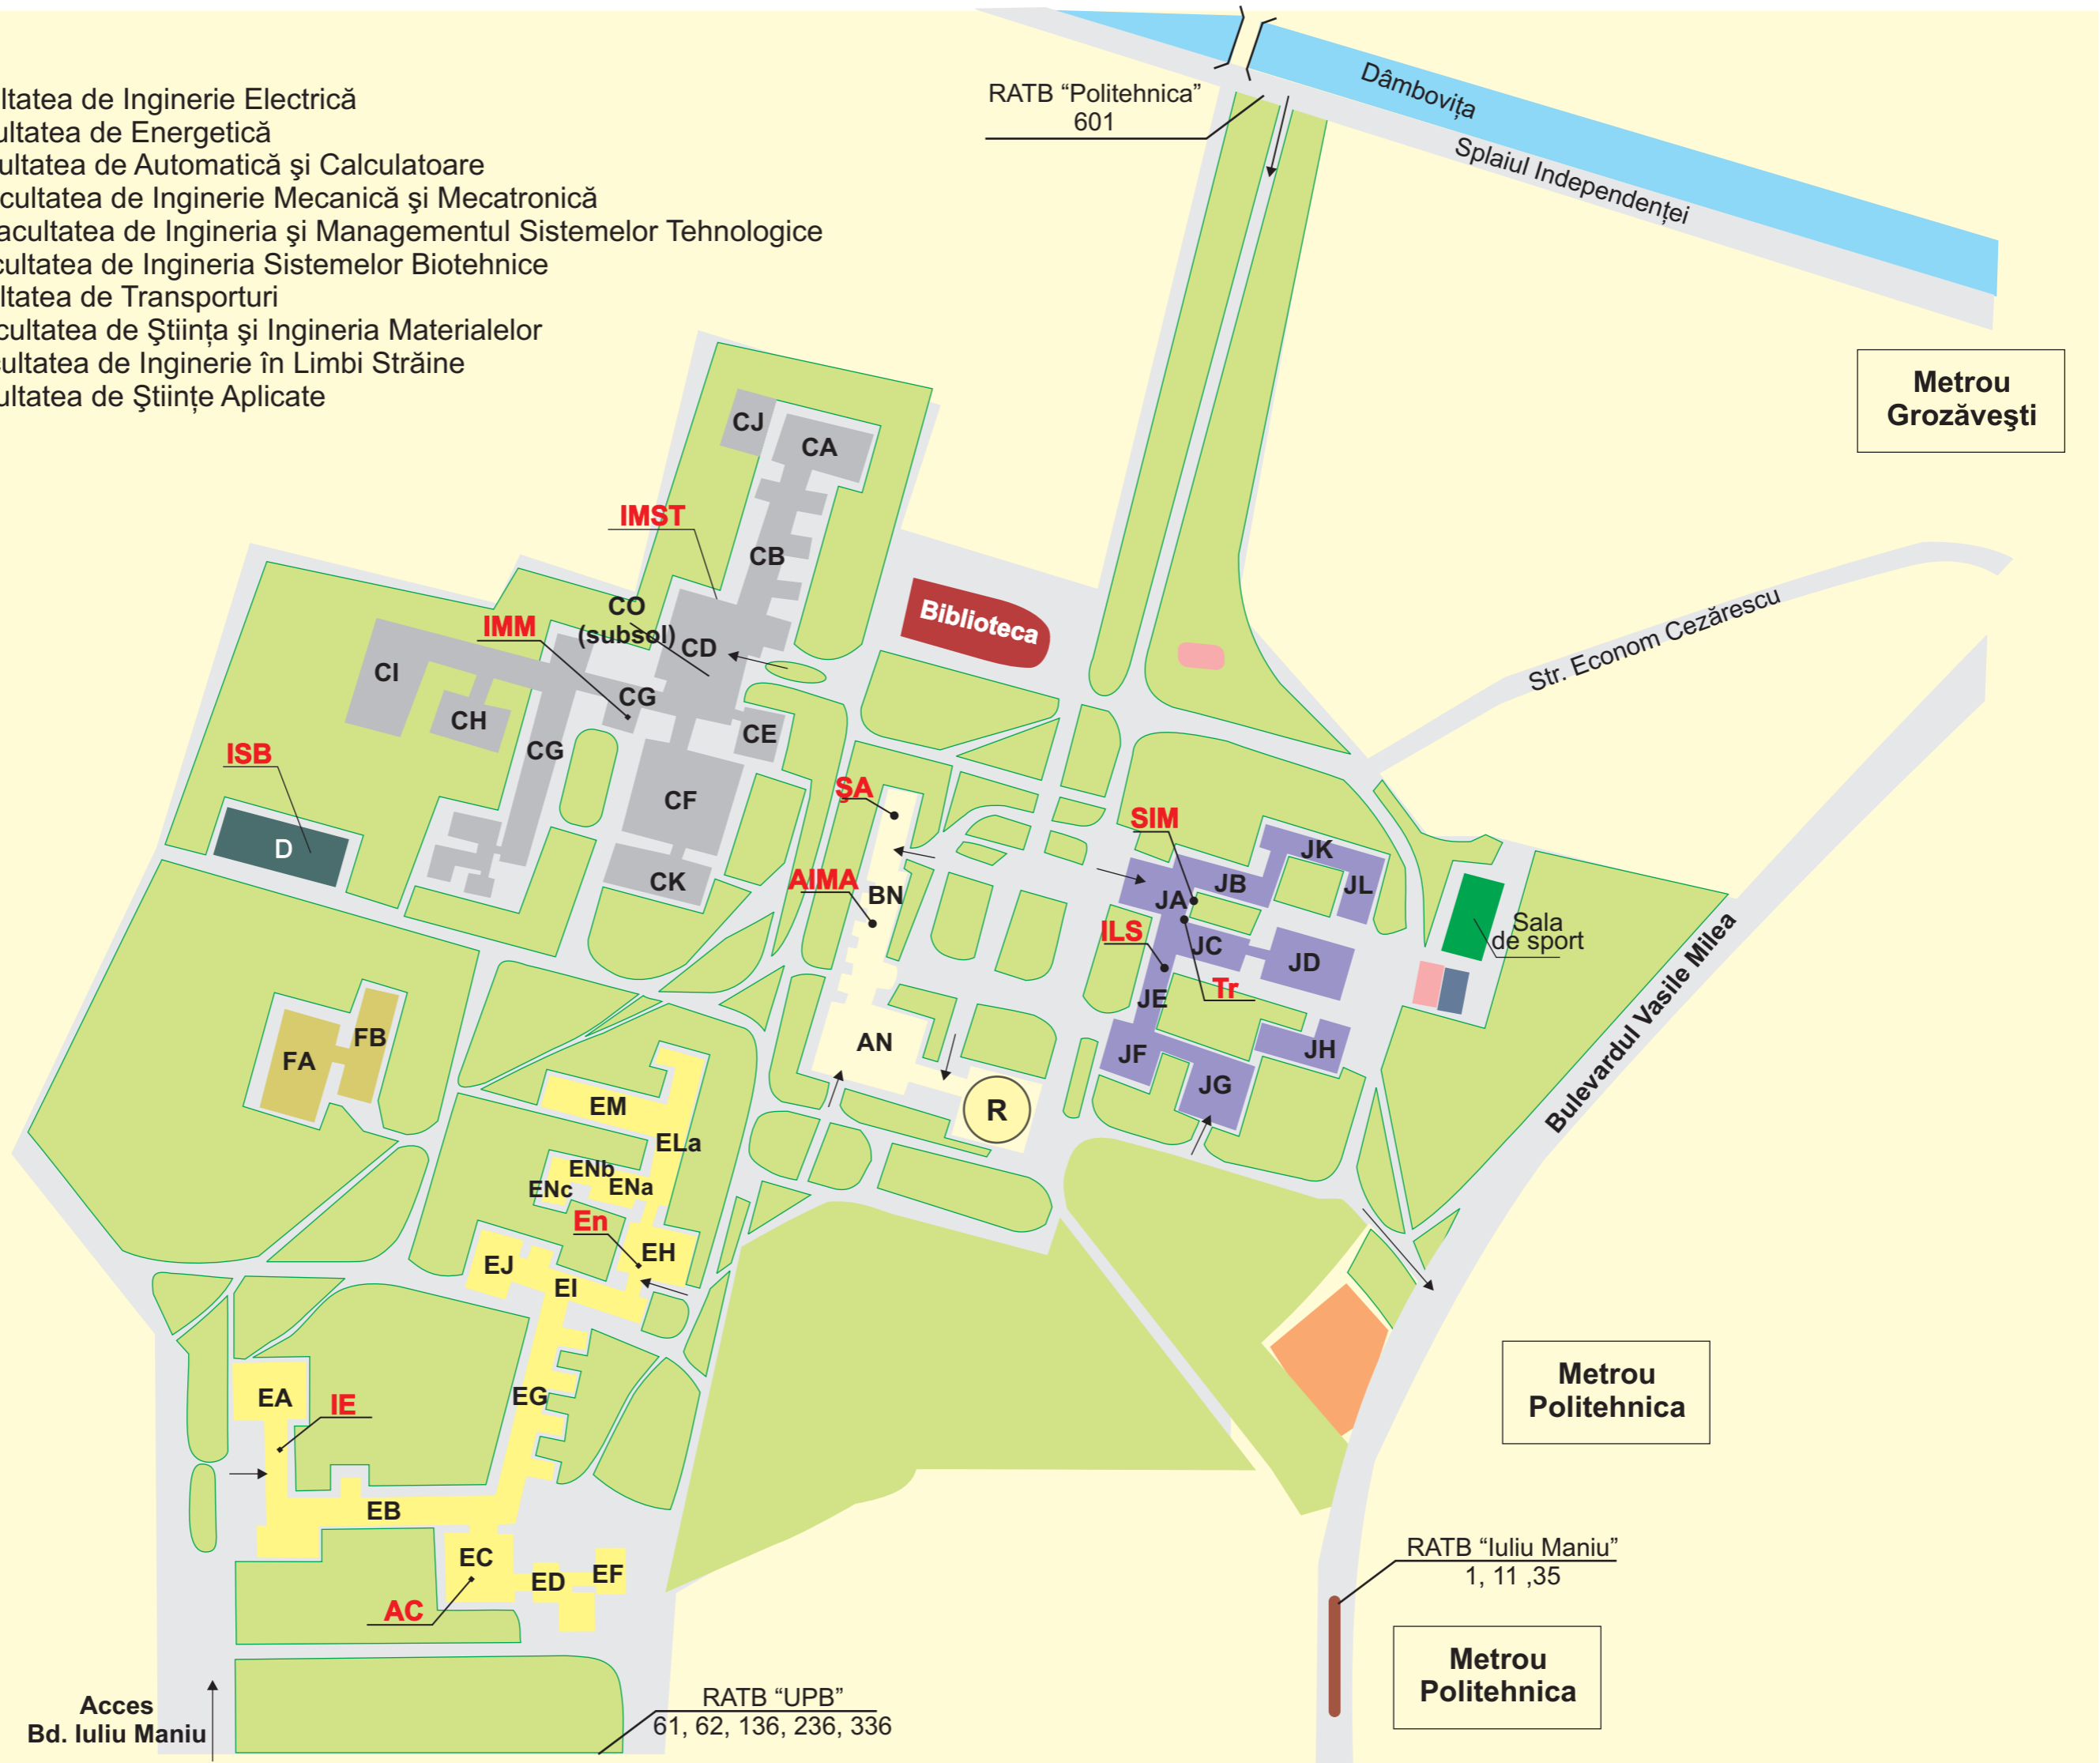 ltatea de Inginerie Electrică
ultatea de Energetică
ultatea de Automatică şi Calculatoare
cultatea de Inginerie Mecanică şi Mecatronică
acultatea de Ingineria şi Managementul Sistemelor Tehnologice
cultatea de Ingineria Sistemelor Biotehnice
ltatea de Transporturi
cultatea de Ştiinţa şi Ingineria Materialelor
cultatea de Inginerie în Limbi Străine
ultatea de Ştiinţe Aplicate
RATB “Politehnica”
601
Dâmboviţa
Splaiul Independenţei
Metrou
Grozăveşti
CJ
CA
IMST
CB
CO
(subsol)
IMM
CD
Biblioteca
Str. Econom Cezărescu
CI
CG
CH
CG
CE
ISB
CF
ŞA
SIM
D
CK
AIMA
BN
JK
JB
JL
JA
Sala
de sport
ILS
JC
JD
Tr
JE
Bulevardul Vasile Milea
FB
FA
AN
JF
JH
JG
R
EM
ELa
ENb
ENa
ENc
En
EH
EJ
EI
EA
IE
EG
EB
EC
ED
EF
AC
Metrou
Politehnica
RATB “Iuliu Maniu”
1, 11 ,35
Metrou
Politehnica
Acces
Bd. Iuliu Maniu
RATB “UPB”
61, 62, 136, 236, 336